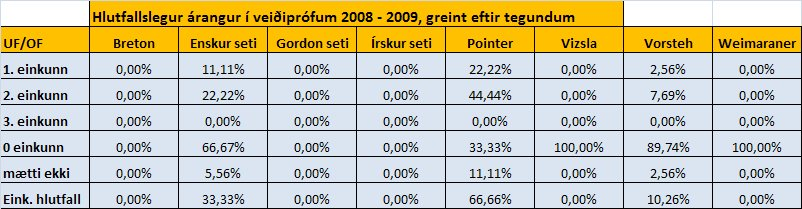 Hlutfallslegur árangur í veiðiprófum 2008 - 2009, greint eftir tegundum
UF/OF Breton Enskur seti Gordon seti Írskur seti Pointer Vizsla Vorsteh Weimaraner
1. einkunn 0,00% 11,11% 0,00% 0,00% 22,22% 0,00% 2,56% 0,00%
2. einkunn 0,00% 22,22% 0,00% 0,00% 44,44% 0,00% 7,69% 0,00%
3. einkunn 0,00% 0,00% 0,00% 0,00% 0,00% 0,00% 0,00% 0,00%
0 einkunn 0,00% 66,67% 0,00% 0,00% 33,33% 100,00% 89,74% 100,00%
mætti ekki 0,00% 5,56% 0,00% 0,00% 11,11% 0,00% 2,56% 0,00%
Eink. hlutfall 0,00% 33,33% 0,00% 0,00% 66,66% 0,00% 10,26% 0,00%